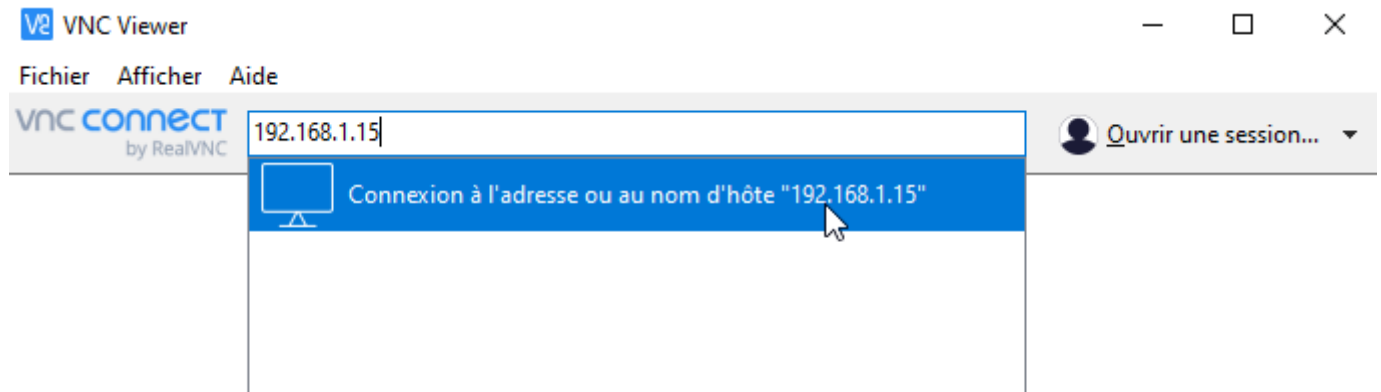 VNC Viewer
Fichier Afficher Aide
vnc connect
by RealVNC
192.168.1.15
Ouvrir une session...
Connexion à l'adresse ou au nom d'hôte "192.168.1.15"